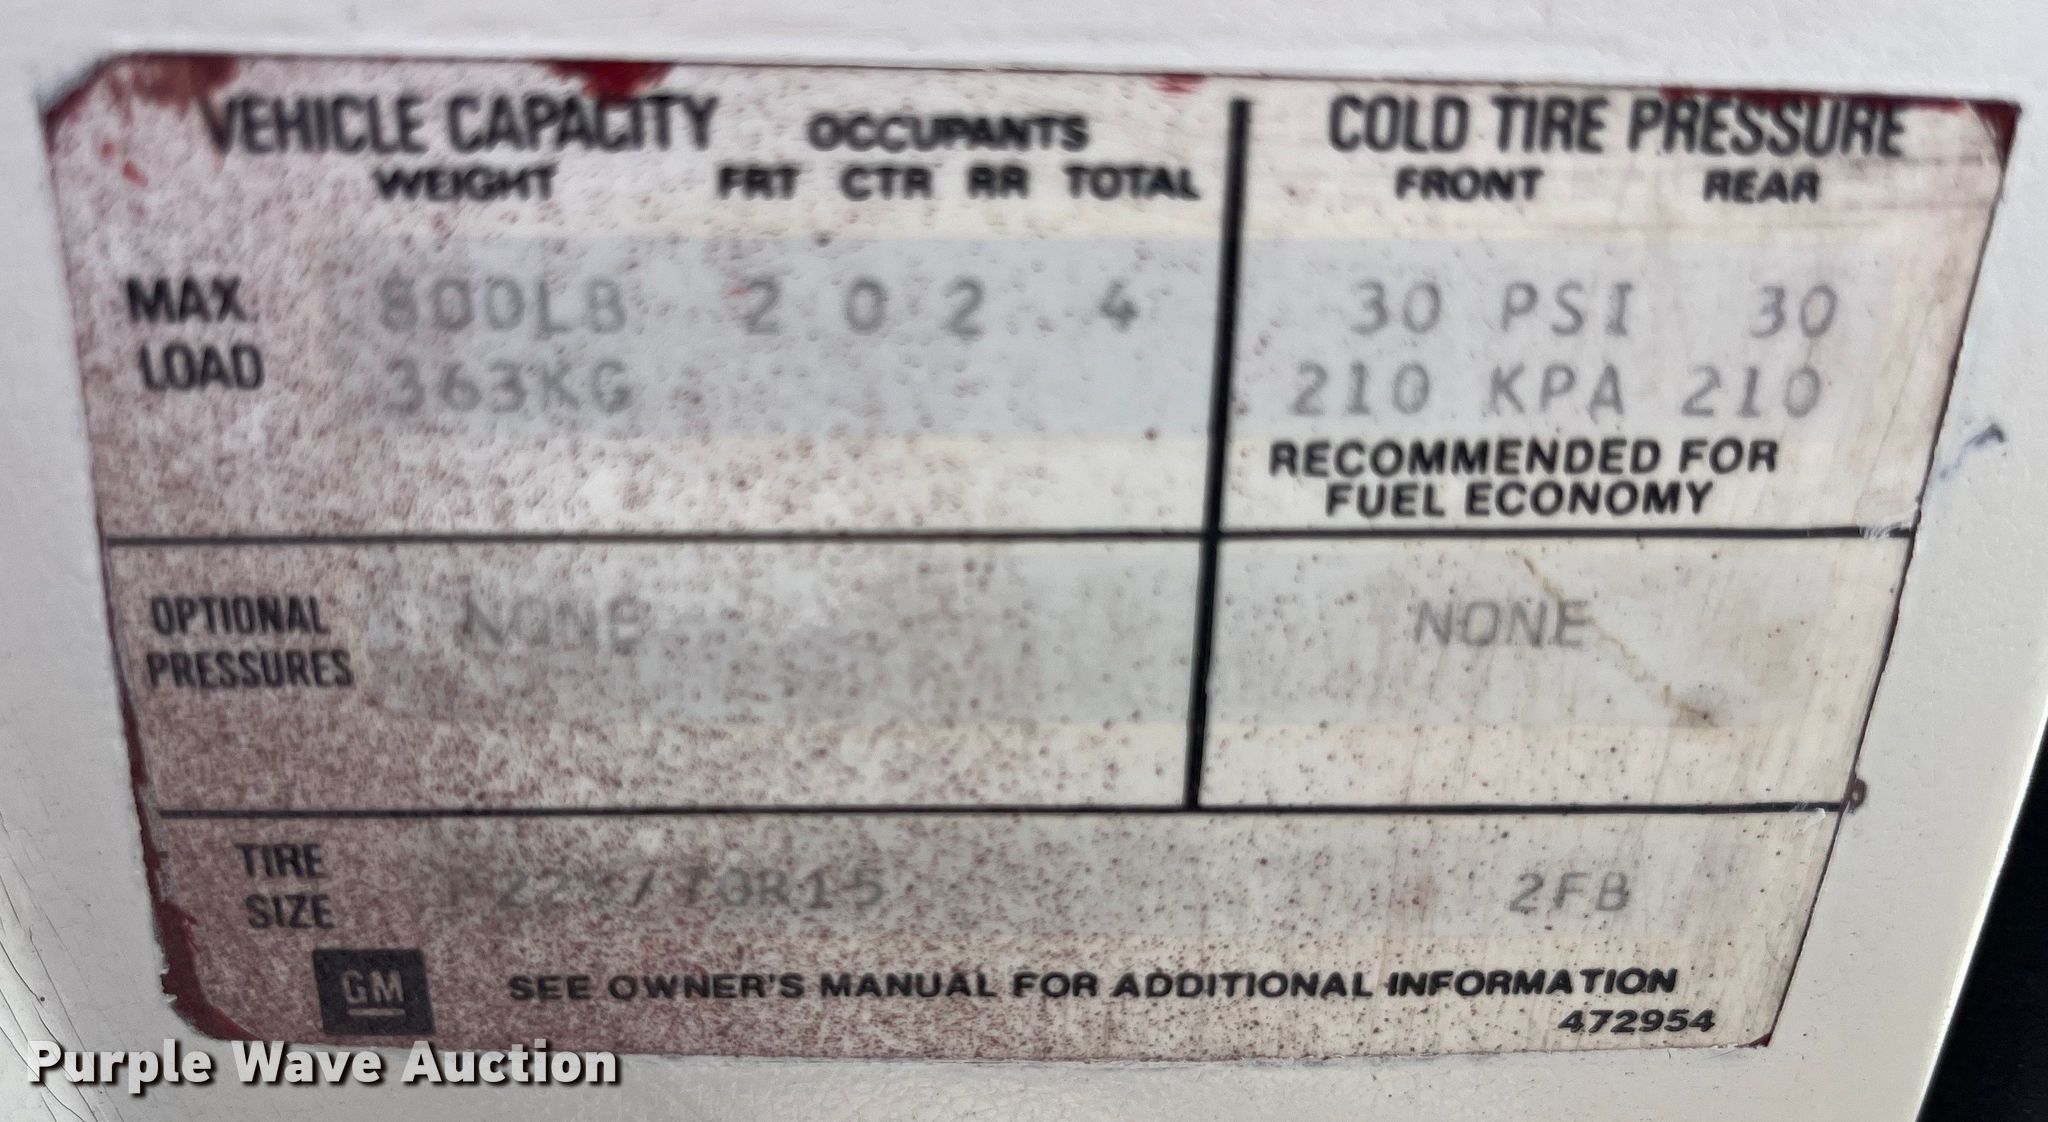 VEHICLE CAPACITY OCCUPANTS COLD TIRE PRESSURE
WEIGHT FRT CTR RR TOTAL FRONT REAR
MAX. LOAD 800LB 2 0 2 4 30 PSI 30
363KG 210 KPA 210
RECOMMENDED FOR
FUEL ECONOMY
OPTIONAL PRESSURES NONE NONE
TIRE SIZE P225/70R15 2FB
GM SEE OWNER'S MANUAL FOR ADDITIONAL INFORMATION
472954
Purple Wave Auction